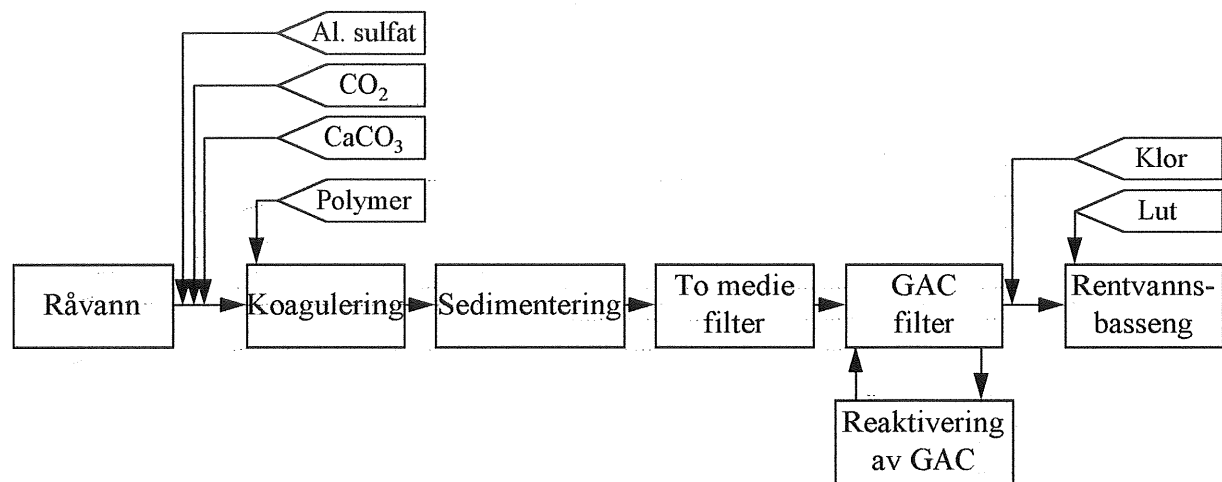 Al. sulfat
CO₂
CaCO₃
Polymer
Klor
Lut
Råvann
Koagulering
Sedimentering
To medie
filter
GAC
filter
Rentvanns-
basseng
Reaktivering
av GAC